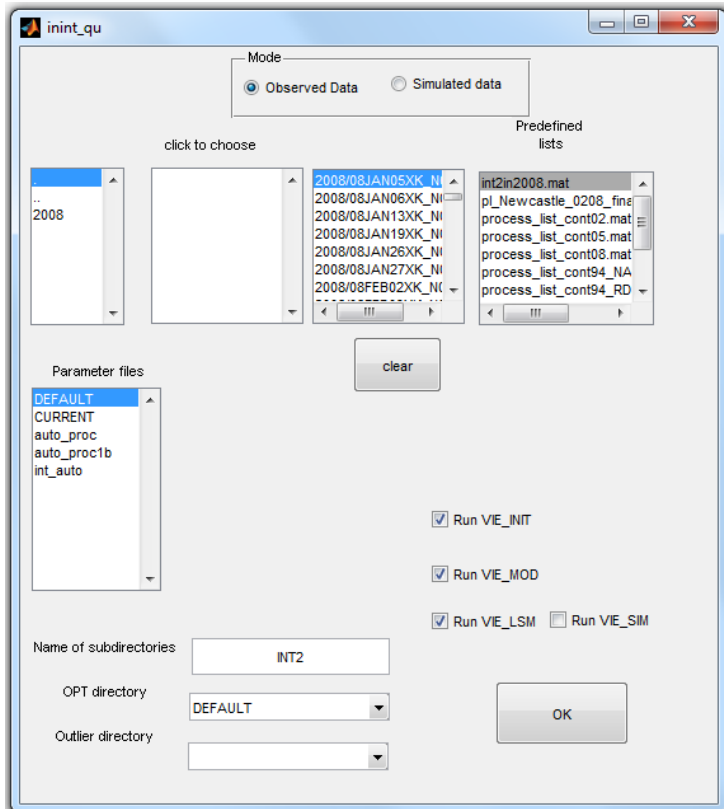 inint_qu
Mode
Observed Data
Simulated data
click to choose
Predefined
lists
.
..
2008
2008/08JAN05XK_N
2008/08JAN06XK_N
2008/08JAN13XK_N
2008/08JAN19XK_N
2008/08JAN26XK_N
2008/08JAN27XK_N
2008/08FEB02XK_N
int2in2008.mat
pl_Newcastle_0208_fina
process_list_cont02.mat
process_list_cont05.mat
process_list_cont08.mat
process_list_cont94_NA
process_list_cont94_RD
clear
Parameter files
DEFAULT
CURRENT
auto_proc
auto_proc1b
int_auto
Run VIE_INIT
Run VIE_MOD
Run VIE_LSM
Run VIE_SIM
Name of subdirectories
INT2
OPT directory
DEFAULT
Outlier directory
OK